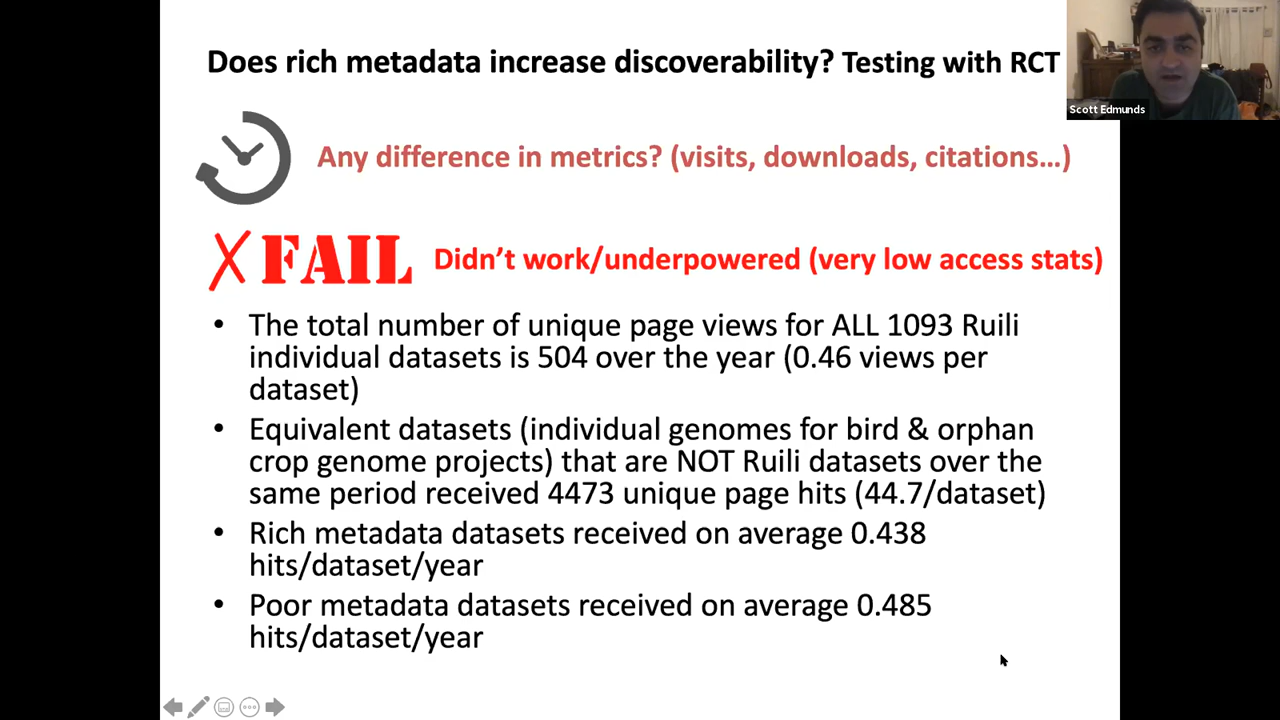 Does rich metadata increase discoverability? Testing with RCT
Scott Edmunds
Any difference in metrics? (visits, downloads, citations…)
✗ FAIL Didn’t work/underpowered (very low access stats)
• The total number of unique page views for ALL 1093 Ruili
individual datasets is 504 over the year (0.46 views per
dataset)
• Equivalent datasets (individual genomes for bird & orphan
crop genome projects) that are NOT Ruili datasets over the
same period received 4473 unique page hits (44.7/dataset)
• Rich metadata datasets received on average 0.438
hits/dataset/year
• Poor metadata datasets received on average 0.485
hits/dataset/year